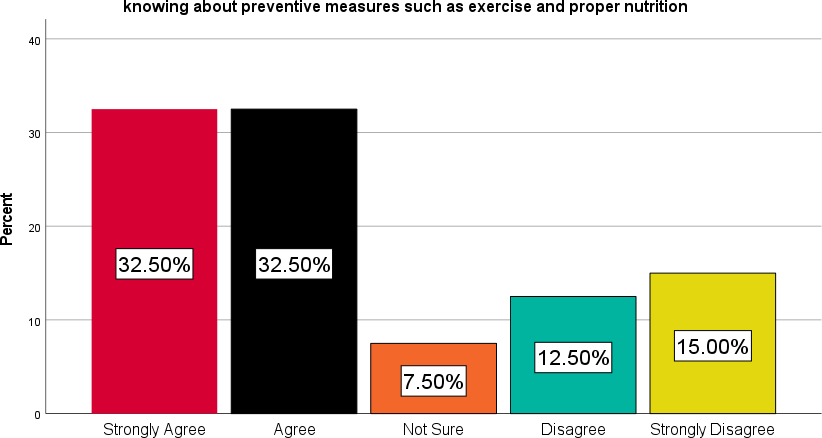 knowing about preventive measures such as exercise and proper nutrition
Percent
40
30
20
10
0
32.50%
32.50%
7.50%
12.50%
15.00%
Strongly Agree
Agree
Not Sure
Disagree
Strongly Disagree